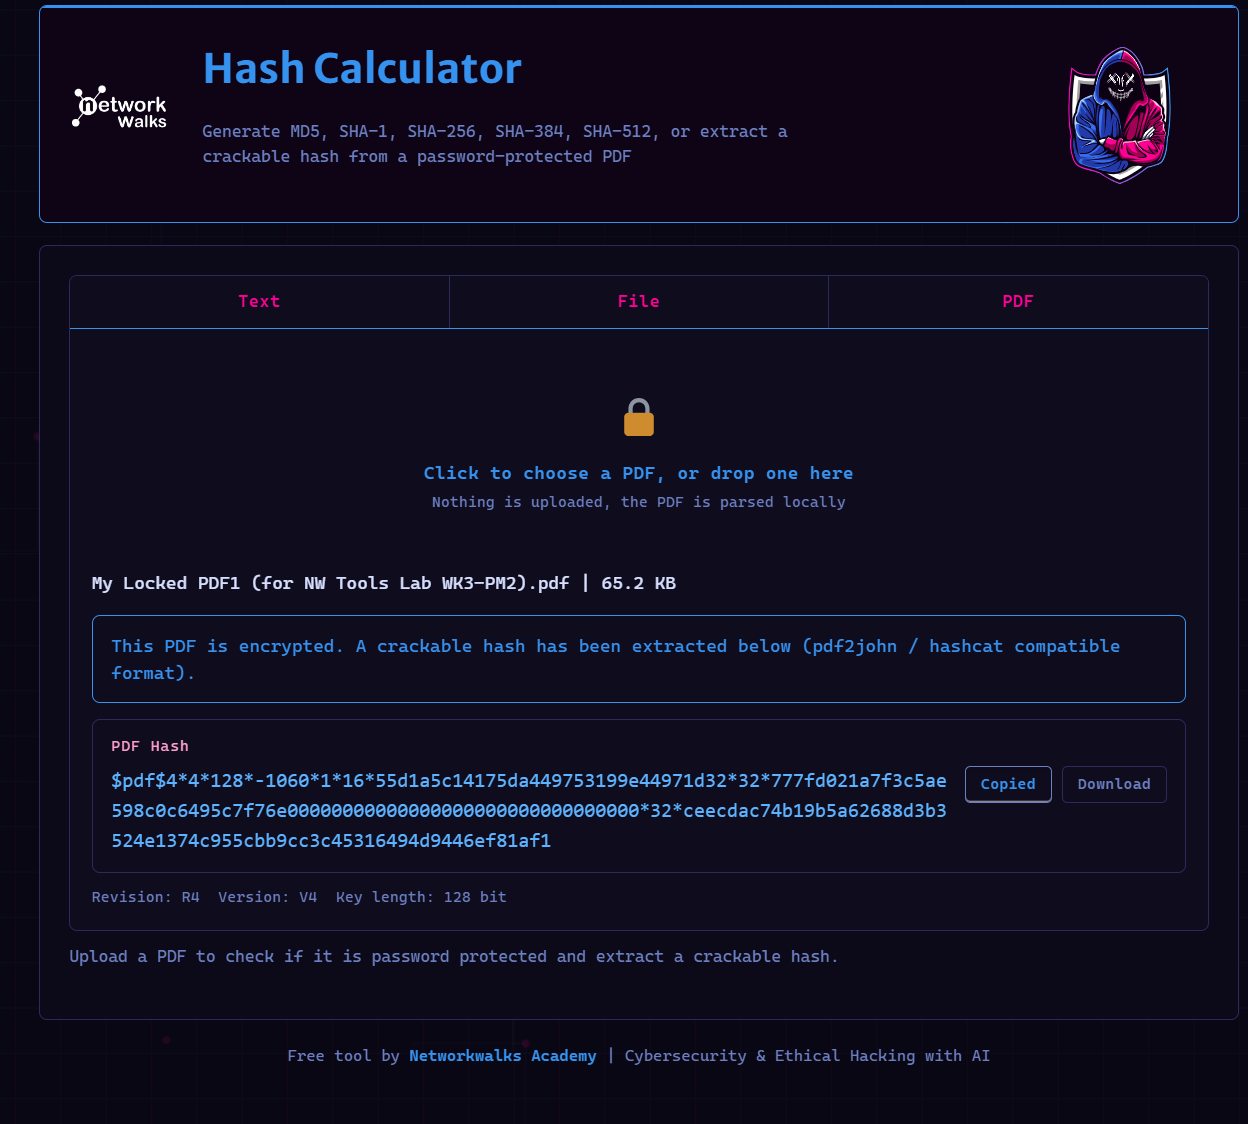 Hash Calculator
network
Walks
Generate MD5, SHA-1, SHA-256, SHA-384, SHA-512, or extract a
crackable hash from a password-protected PDF
Text
File
PDF
Click to choose a PDF, or drop one here
Nothing is uploaded, the PDF is parsed locally
My Locked PDF1 (for NW Tools Lab WK3-PM2).pdf | 65.2 KB
This PDF is encrypted. A crackable hash has been extracted below (pdf2john / hashcat compatible
format).
PDF Hash
$pdf$4*4*128*-1060*1*16*55d1a5c14175da449753199e44971d32*32*777fd021a7f3c5ae
598c0c6495c7f76e00000000000000000000000000000000*32*ceecdac74b19b5a62688d3b3
524e1374c955cbb9cc3c45316494d9446ef81af1
Copied
Download
Revision: R4 Version: V4 Key length: 128 bit
Upload a PDF to check if it is password protected and extract a crackable hash.
Free tool by Networkwalks Academy | Cybersecurity & Ethical Hacking with AI